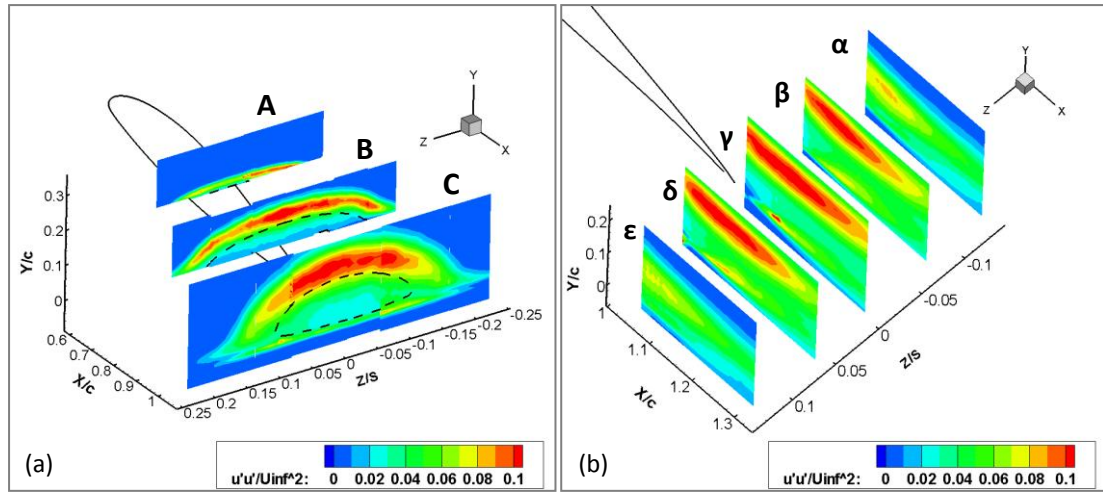 A
B
C
Y
Z
X
Y/c
0.3
0.2
0.1
0
0.6
0.7
0.8
0.9
1
X/c
0.25
0.2
0.15
0.1
0.05
0
-0.05
-0.1
-0.15
-0.2
-0.25
Z/s
(a)
u'u'/Uinf^2: 0 0.02 0.04 0.06 0.08 0.1
α
β
γ
δ
ε
Y
Z
X
Y/c
0.2
0.1
0
1
1.1
1.2
1.3
X/c
0.1
0.05
0
-0.05
-0.1
Z/s
(b)
u'u'/Uinf^2: 0 0.02 0.04 0.06 0.08 0.1